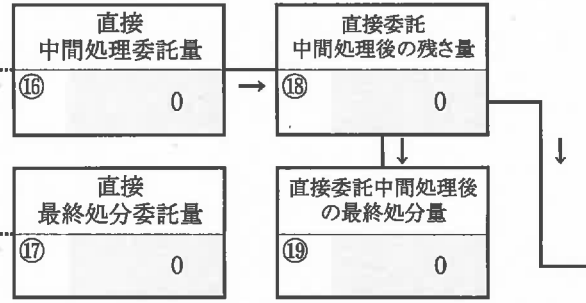 直接
中間処理委託量
⑯
0
→
直接委託
中間処理後の残さ量
⑱
0
↓
↓
直接
最終処分委託量
⑰
0
直接委託中間処理後
の最終処分量
⑲
0